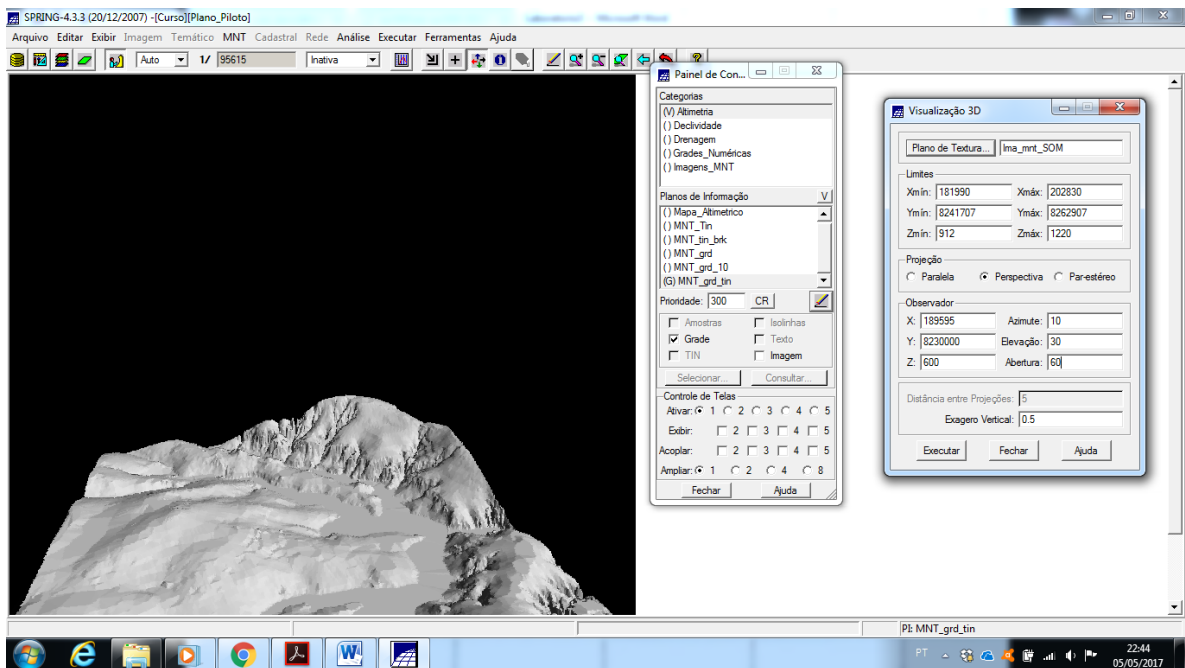 SPRING-4.3.3 (20/12/2007) -[Curso][Plano_Piloto]
Arquivo Editar Exibir Imagem Temático MNT Cadastral Rede Análise Executar Ferramentas Ajuda
Auto 1/ 95615 Inativa
Painel de Con...
Categorias
(V) Altimetria
() Declividade
() Drenagem
() Grades_Numéricas
() Imagens_MNT
Planos de Informação V
() Mapa_Altimetrico
() MNT_Tin
() MNT_tin_brk
() MNT_grd
() MNT_grd_10
(G) MNT_grd_tin
Prioridade: 300 CR
Amostras Isolinhas
Grade Texto
TIN Imagem
Selecionar... Consultar...
Controle de Telas
Ativar: 1 2 3 4 5
Exibir: 2 3 4 5
Acoplar: 2 3 4 5
Ampliar: 1 2 4 8
Fechar Ajuda
Visualização 3D
Plano de Textura... Ima_mnt_SOM
Limites
Xmín: 181990 Xmáx: 202830
Ymín: 8241707 Ymáx: 8262907
Zmín: 912 Zmáx: 1220
Projeção
Paralela Perspectiva Par-estéreo
Observador
X: 189595 Azimute: 10
Y: 8230000 Elevação: 30
Z: 600 Abertura: 60
Distância entre Projeções: 5
Exagero Vertical: 0.5
Executar Fechar Ajuda
PI: MNT_grd_tin
PT 22:44
05/05/2017